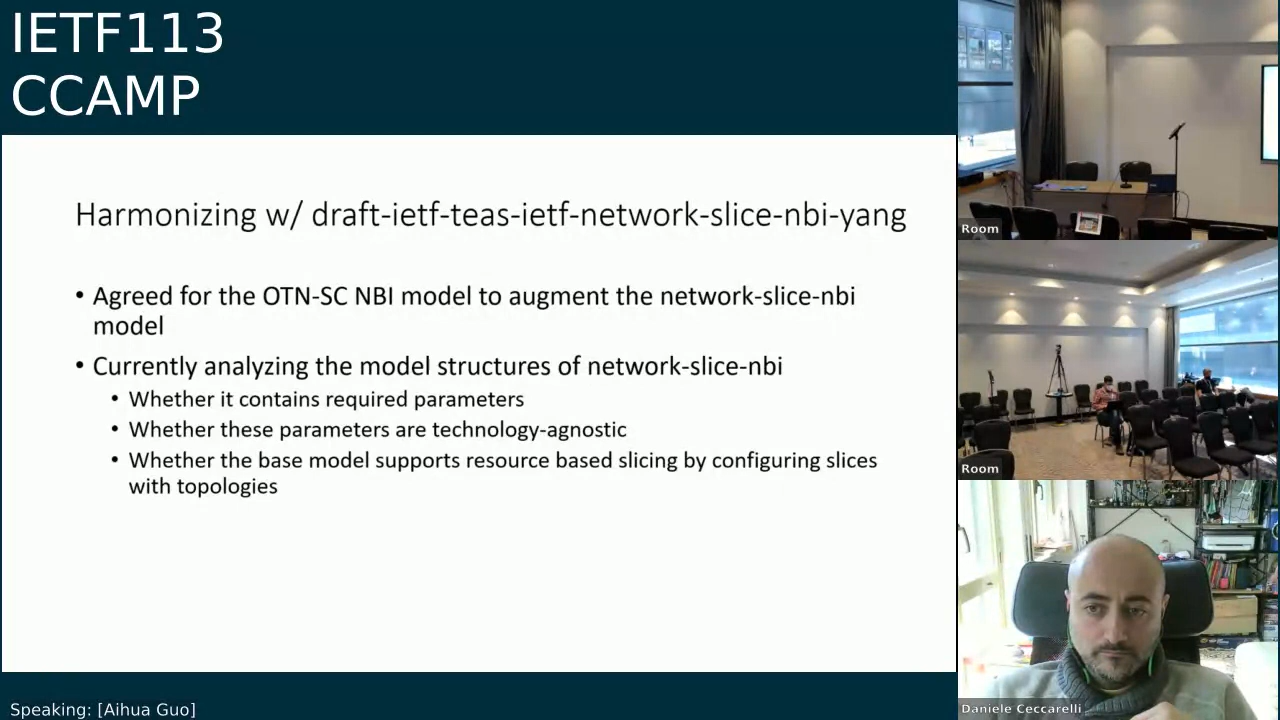 IETF113
CCAMP
Harmonizing w/ draft-ietf-teas-ietf-network-slice-nbi-yang
• Agreed for the OTN-SC NBI model to augment the network-slice-nbi
model
• Currently analyzing the model structures of network-slice-nbi
• Whether it contains required parameters
• Whether these parameters are technology-agnostic
• Whether the base model supports resource based slicing by configuring slices
with topologies
Room
Room
Daniele Ceccarelli
Speaking: [Aihua Guo]